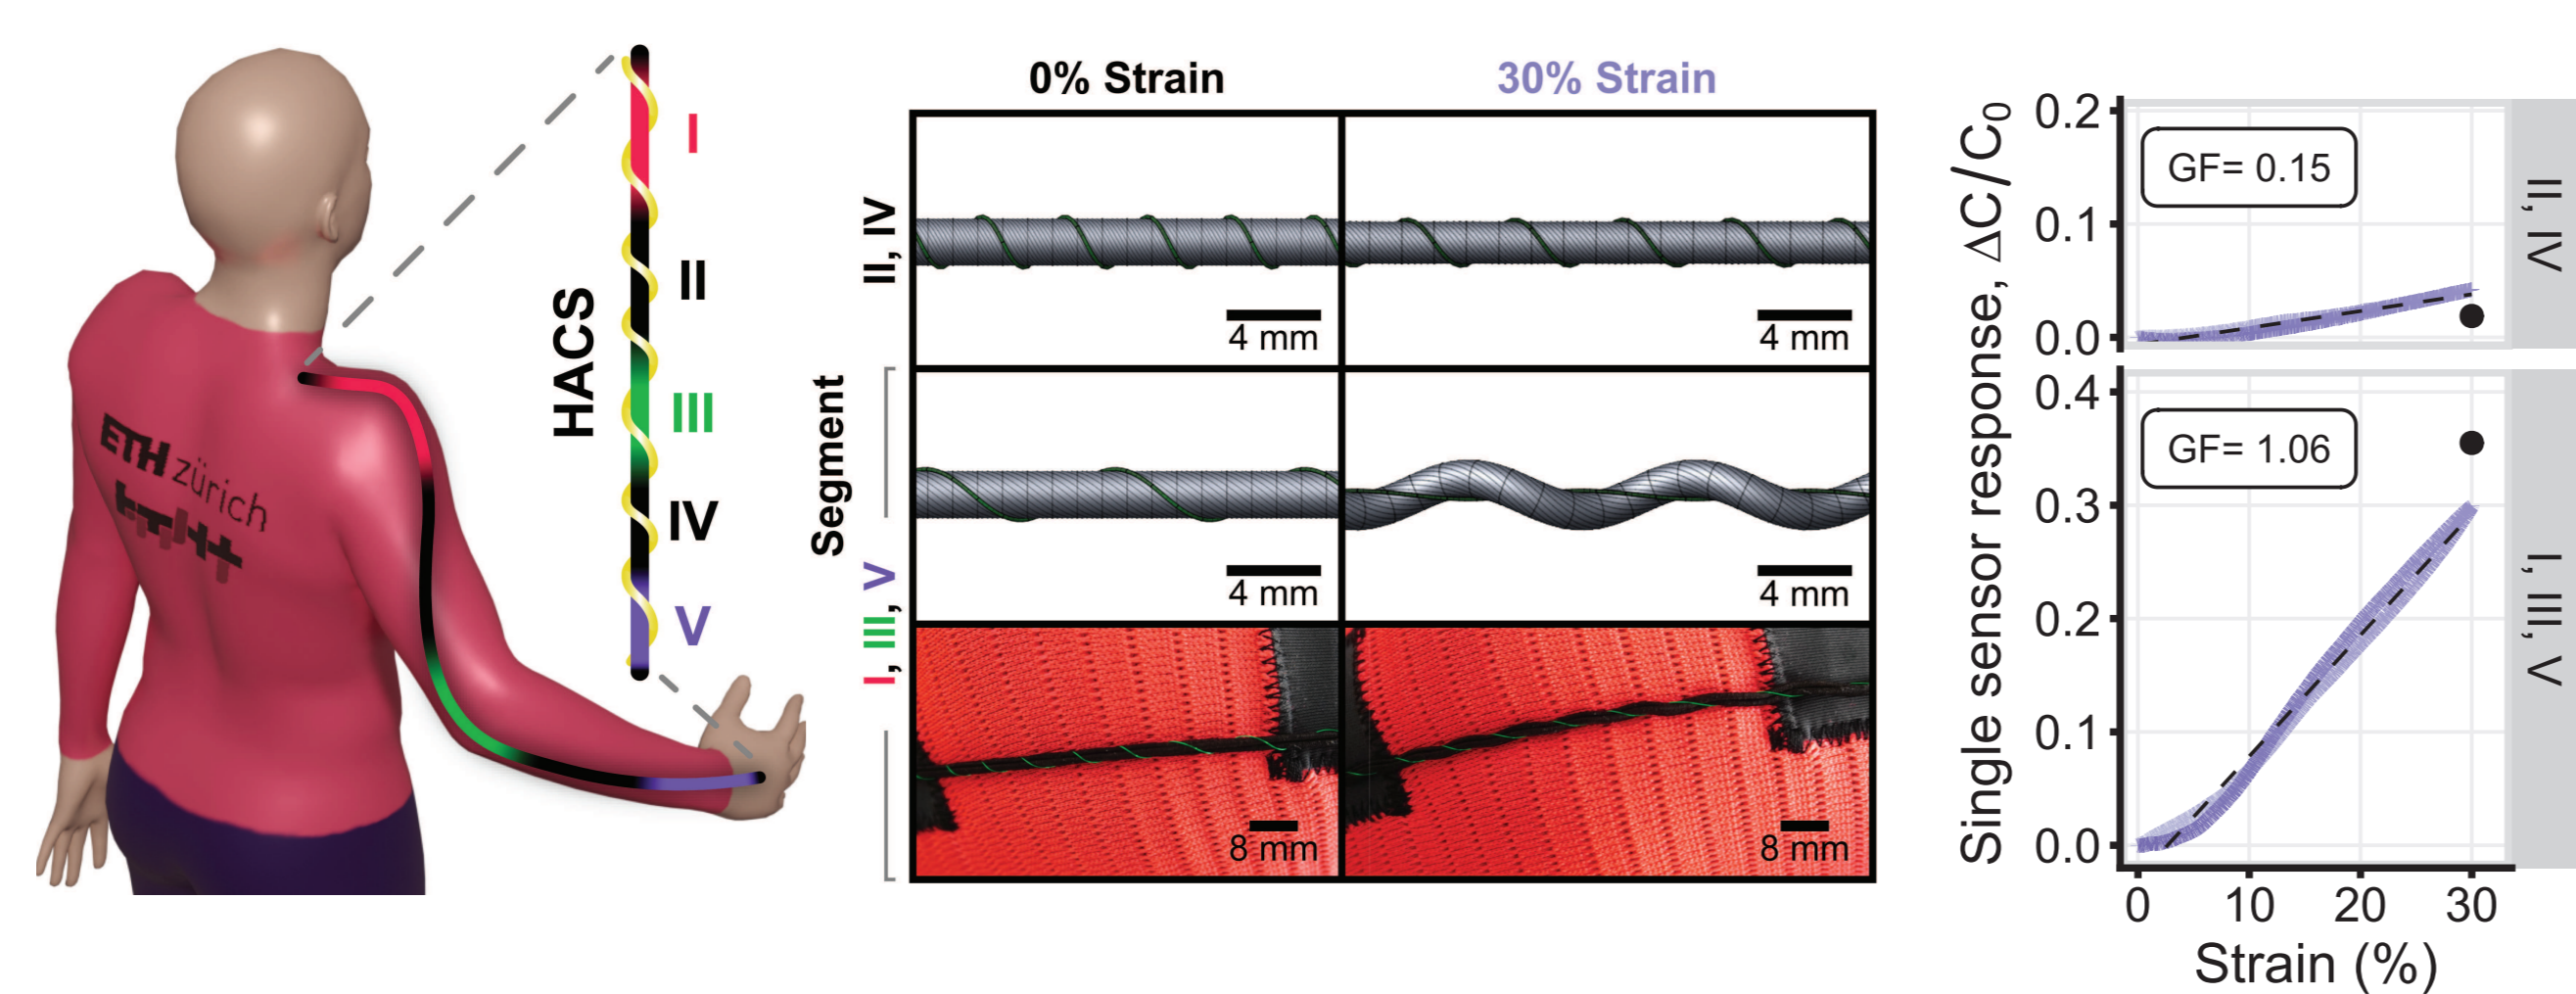 ETH zürich
HACS
I
II
III
IV
V
0% Strain
30% Strain
Segment
II, IV
I, III, V
4 mm
4 mm
4 mm
4 mm
8 mm
8 mm
Single sensor response, ΔC/C₀
0.2
0.1
0.0
GF= 0.15
II, IV
0.4
0.3
0.2
0.1
0.0
GF= 1.06
I, III, V
0
10
20
30
Strain (%)